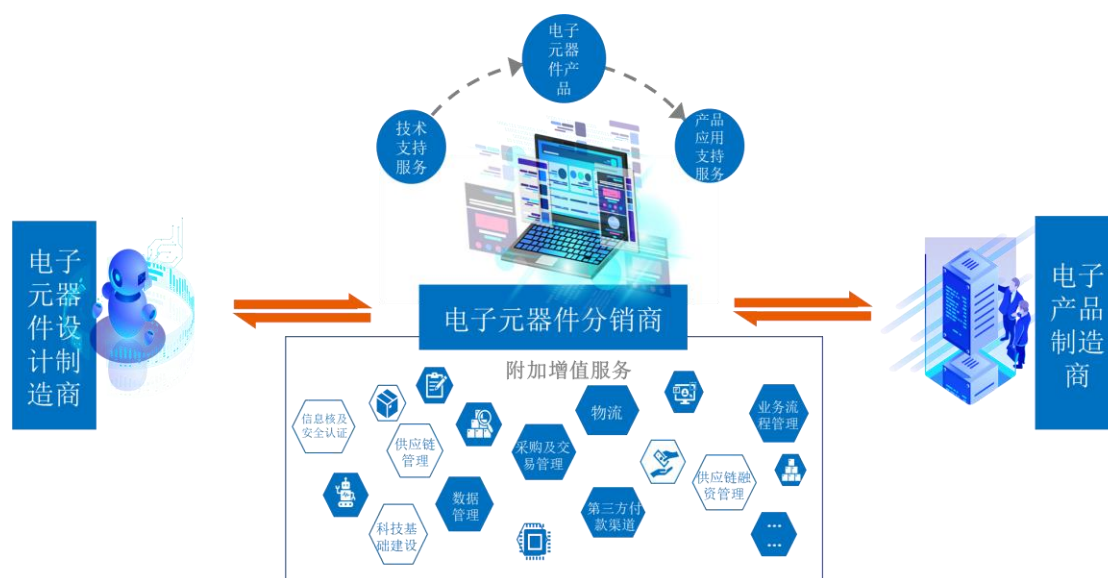 电子
元器
件产
品
技术
支持
服务
产品
应用
支持
服务
电子
元器
件设
计制
造商
电子元器件分销商
电子
产品
制造
商
附加增值服务
信息核及
安全认证
供应链
管理
采购及交
易管理
物流
业务流
程管理
数据
管理
供应链融
资管理
科技基
础建设
第三方付
款渠道
...
...